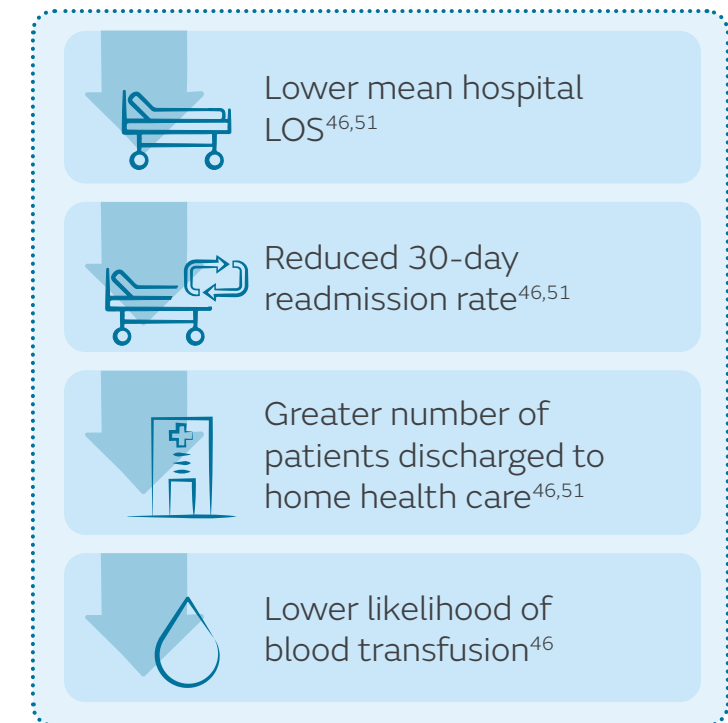 Lower mean hospital
LOS46,51
Reduced 30-day
readmission rate46,51
Greater number of
patients discharged to
home health care46,51
Lower likelihood of
blood transfusion46